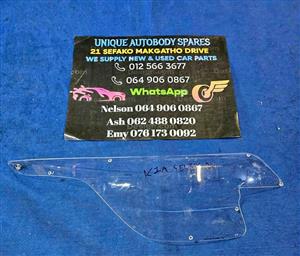 UNIQUE AUTOBODY SPARES
21 SEFAKO MAKGATHO DRIVE
WE SUPPLY NEW & USED CAR PARTS
012 566 3677
064 906 0867
WhatsApp
Nelson 064 906 0867
Ash 062 488 0820
Emy 076 173 0092
KIA